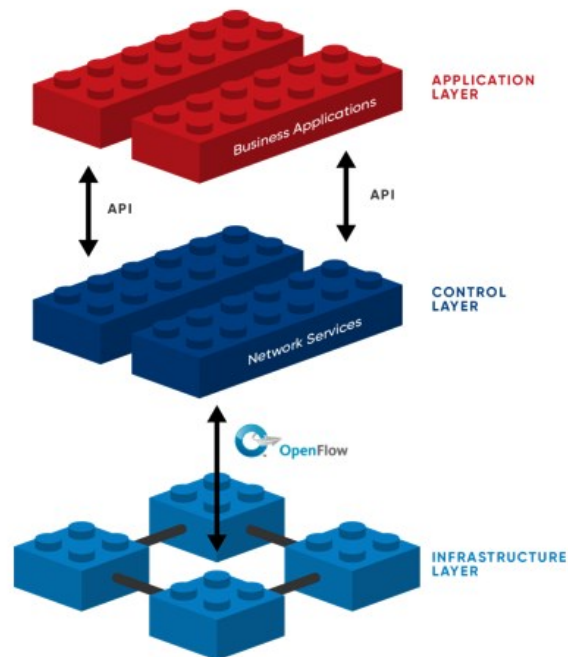 APPLICATION
LAYER
Business Applications
API
API
CONTROL
LAYER
Network Services
OpenFlow
INFRASTRUCTURE
LAYER